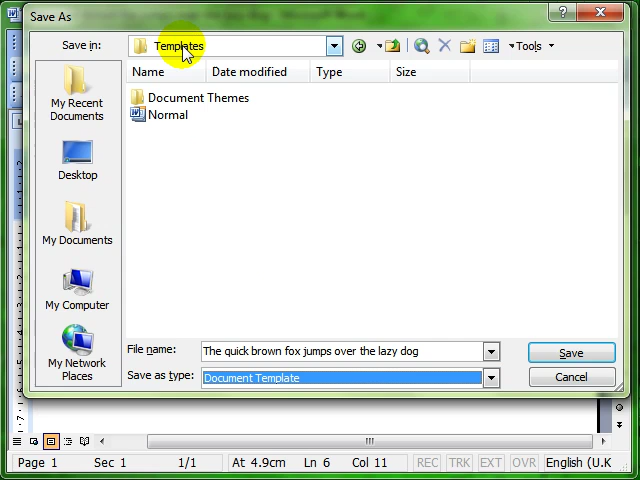 Save As
Save in:
Templates
Tools
Name
Date modified
Type
Size
My Recent
Documents
Desktop
My Documents
My Computer
My Network
Places
Document Themes
Normal
File name:
The quick brown fox jumps over the lazy dog
Save
Save as type:
Document Template
Cancel
Page 1
Sec 1
1/1
At 4.9cm
Ln 6
Col 11
REC
TRK
EXT
OVR
English (U.K